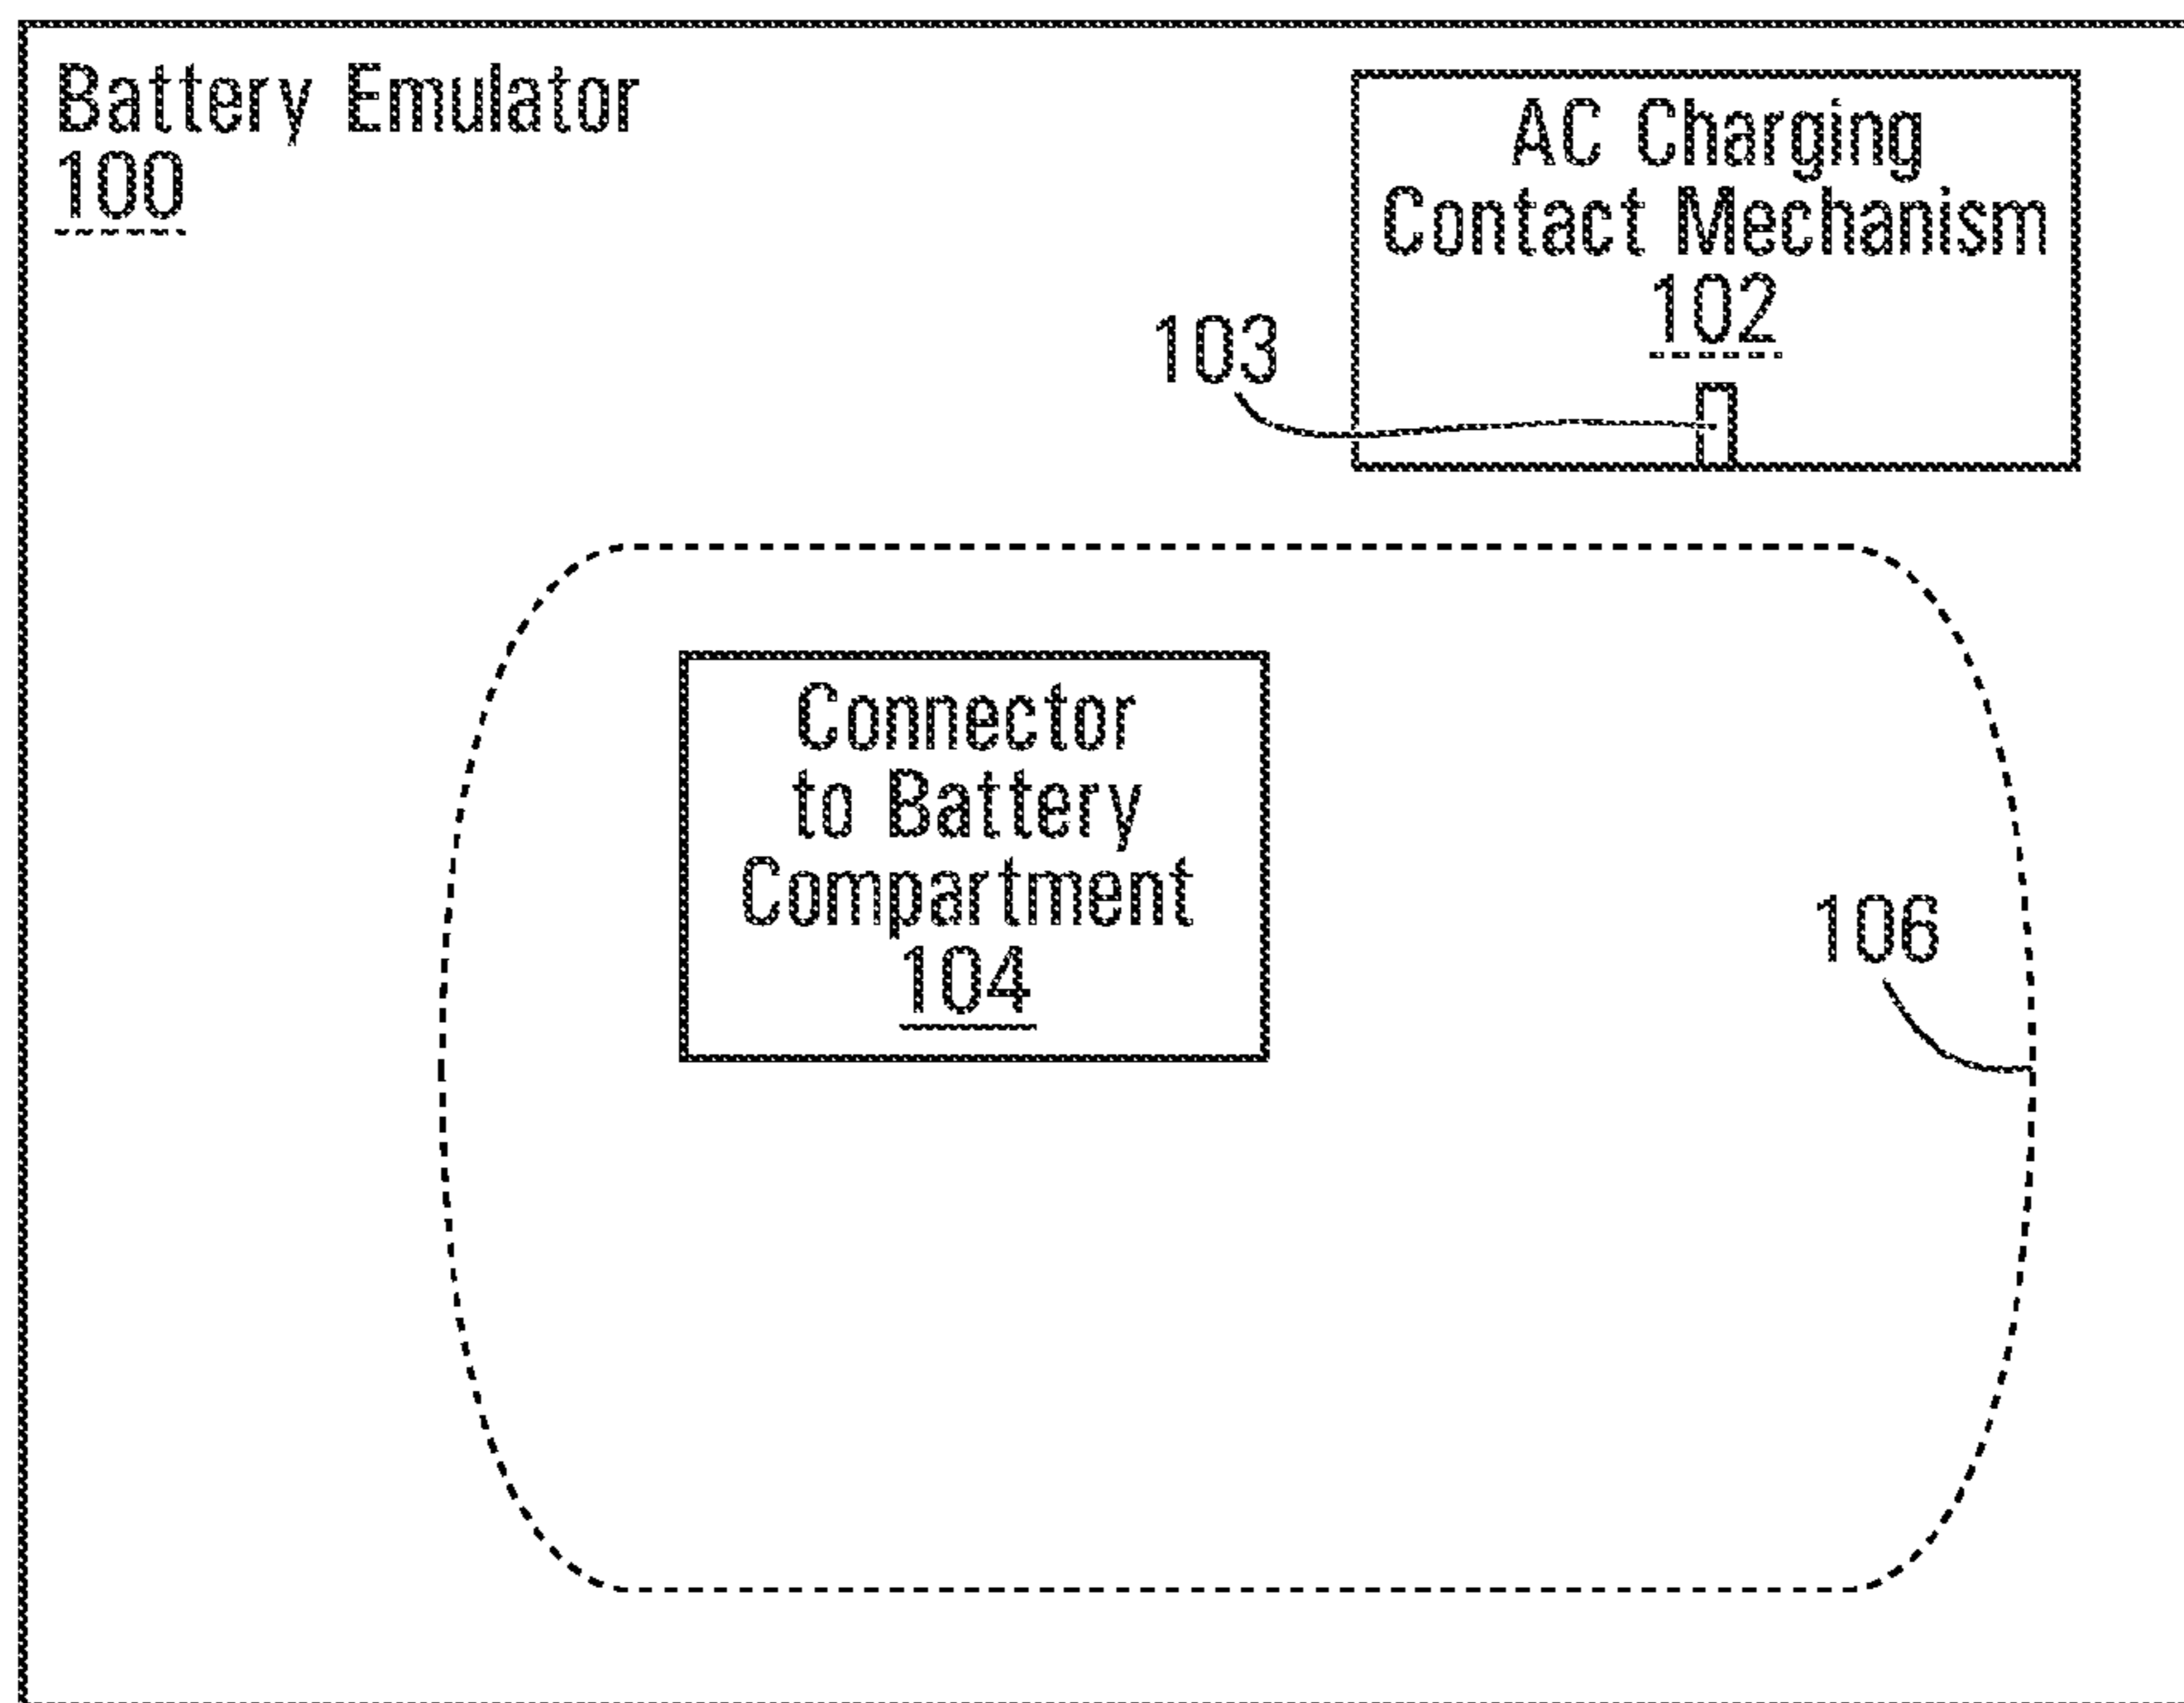 Battery Emulator
100
AC Charging
Contact Mechanism
102
103
Connector
to Battery
Compartment
104
106